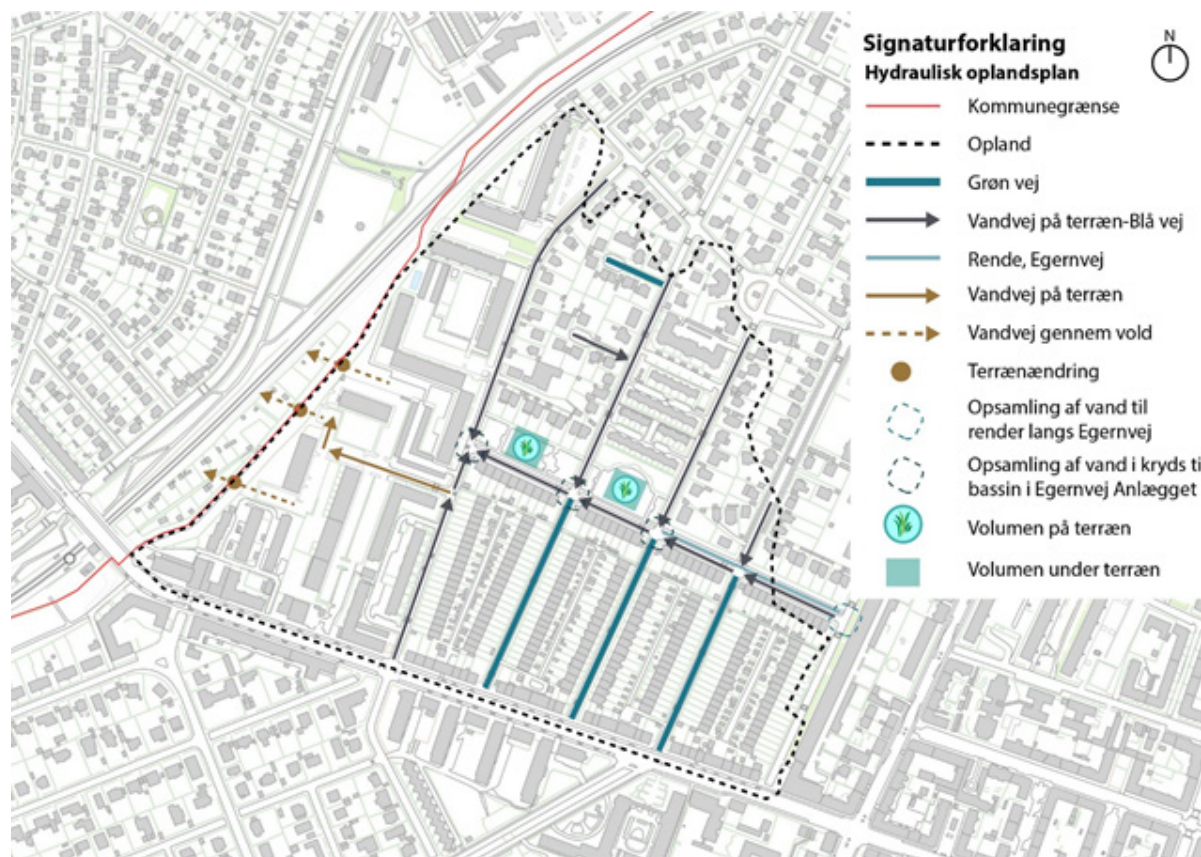 Signaturforklaring
N
Hydraulisk oplandsplan
Kommunegrænse
Opland
Grøn vej
Vandvej på terræn-Blå vej
Rende, Egernvej
Vandvej på terræn
Vandvej gennem vold
Terrænændring
Opsamling af vand til
render langs Egernvej
Opsamling af vand i kryds ti
bassin i Egernvej Anlægget
Volumen på terræn
Volumen under terræn